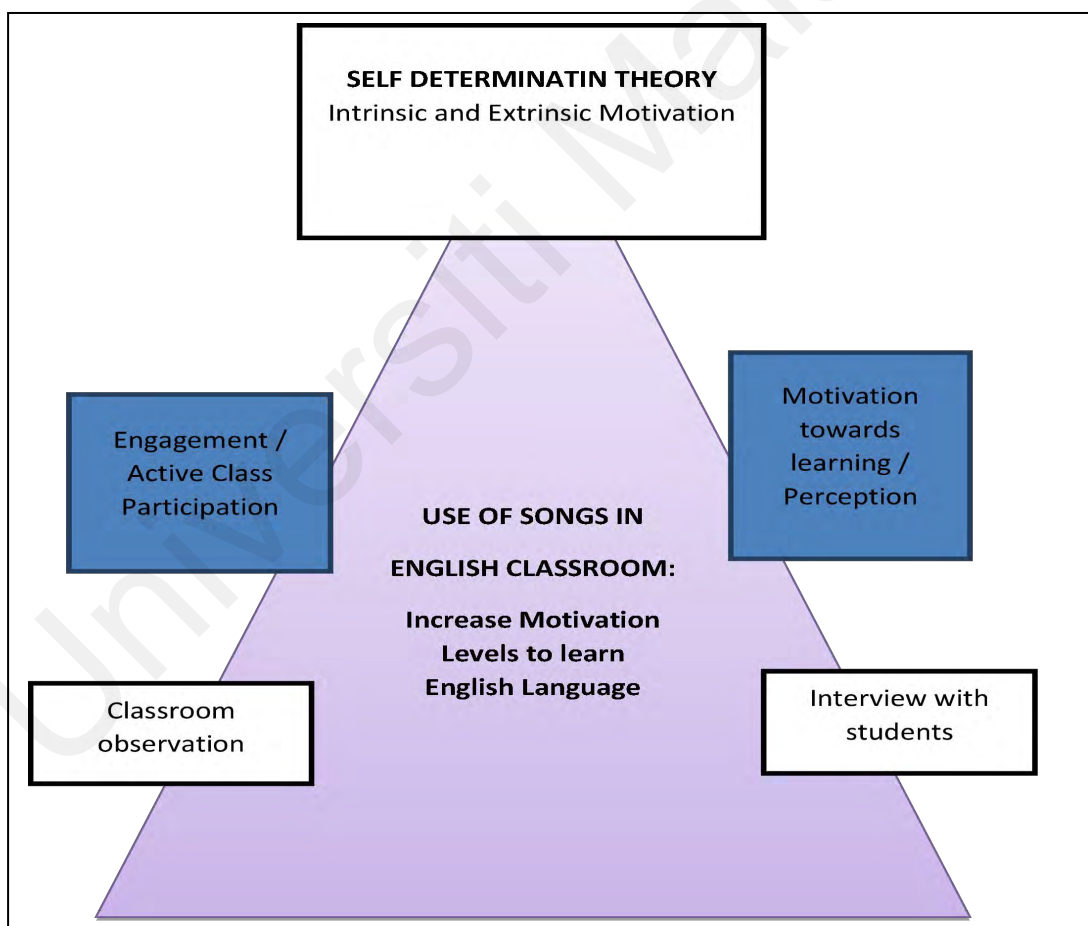 SELF DETERMINATIN THEORY
Intrinsic and Extrinsic Motivation
Engagement /
Active Class
Participation
Motivation
towards
learning /
Perception
USE OF SONGS IN
ENGLISH CLASSROOM:
Increase Motivation
Levels to learn
English Language
Classroom
observation
Interview with
students
Universiti